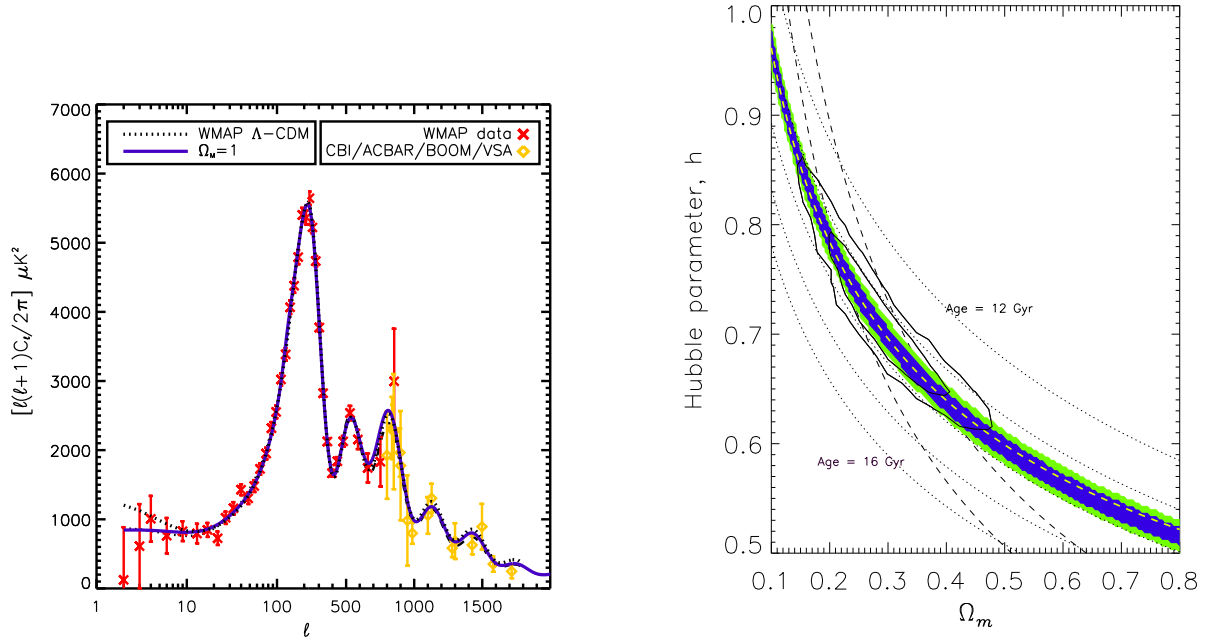 7000
6000
5000
4000
3000
2000
1000
0
[ℓ(ℓ+1)Cℓ/2π] μK²
WMAP Λ-CDM
Ω_M=1
WMAP data
CBI/ACBAR/BOOM/VSA
1 10 100 500 1000 1500
ℓ
1.0
0.9
0.8
0.7
0.6
0.5
Hubble parameter, h
Age = 12 Gyr
Age = 16 Gyr
0.1 0.2 0.3 0.4 0.5 0.6 0.7 0.8
Ω_m